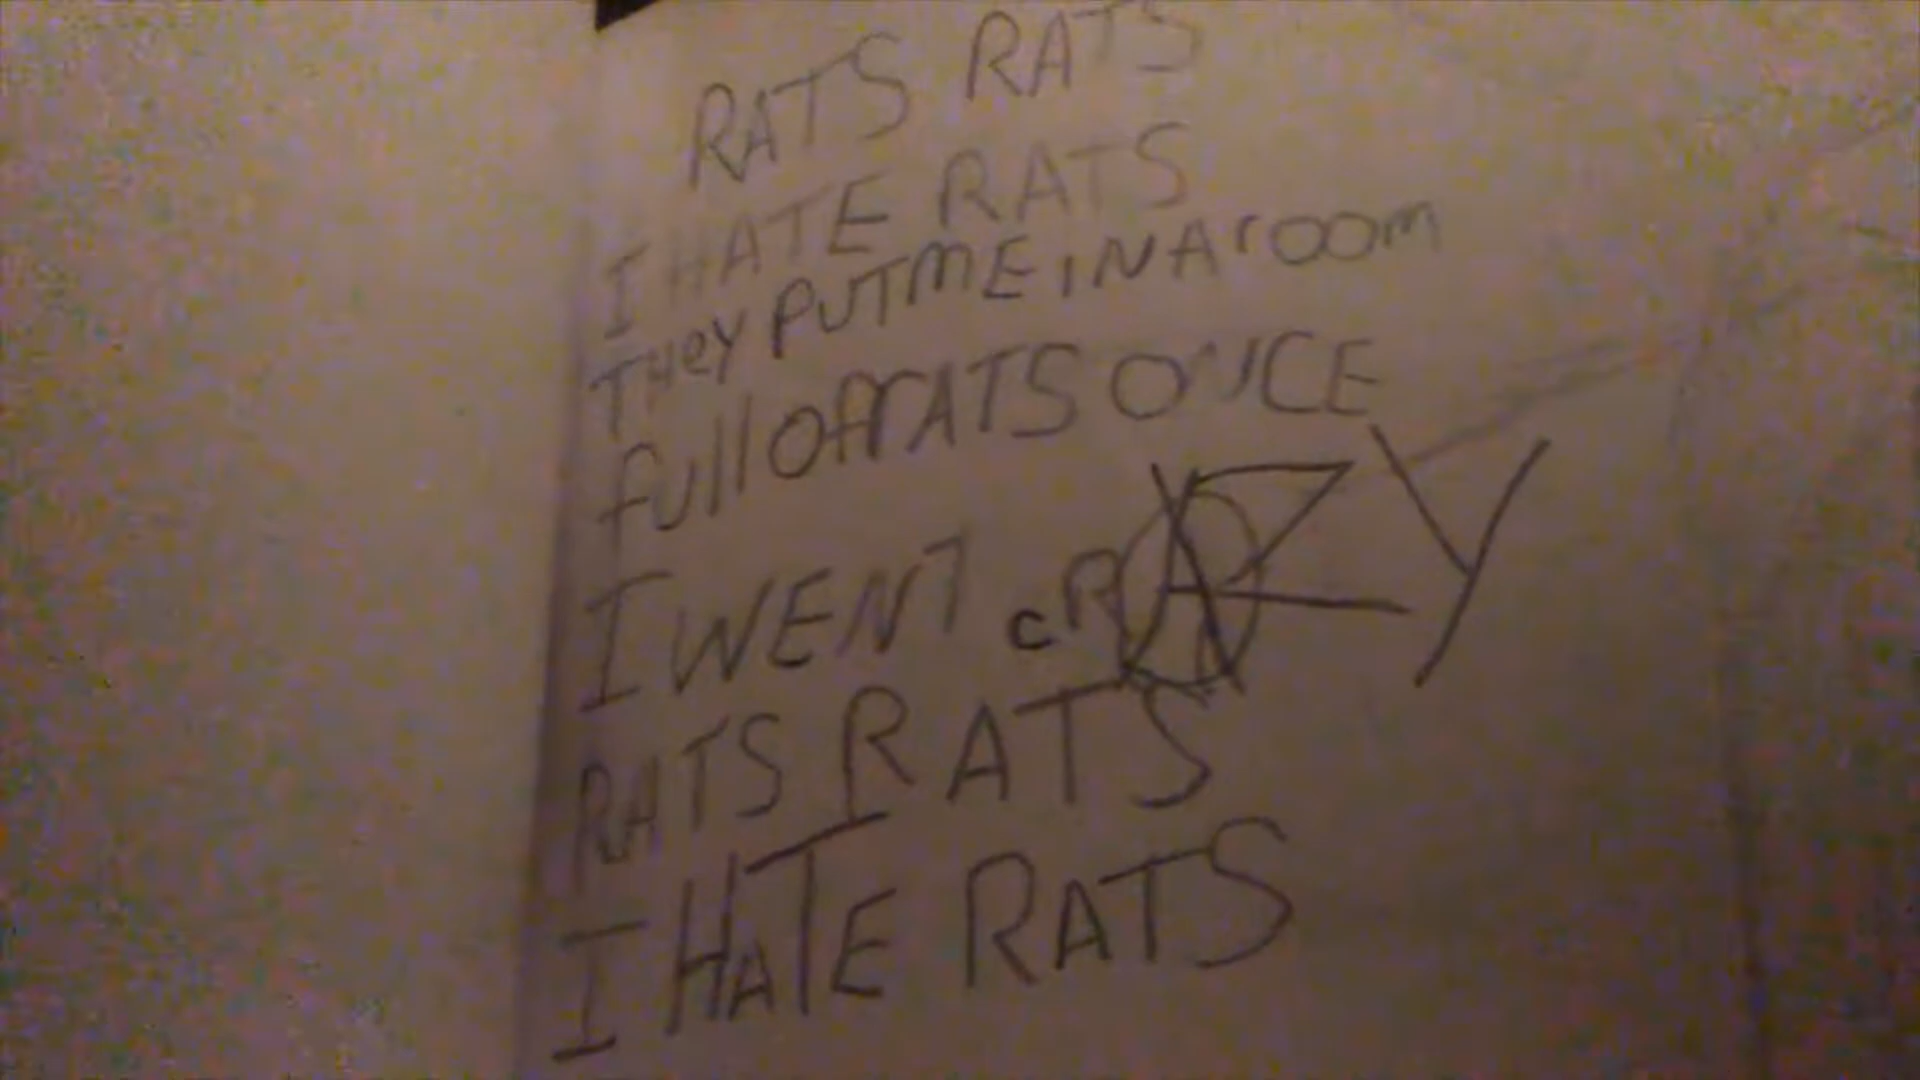 RATS RATS
I HATE RATS
THey PUT mE iN A rOOm
full Of rATS ONCE
I WENT cRAZY
RATS RATS
I HATE RATS